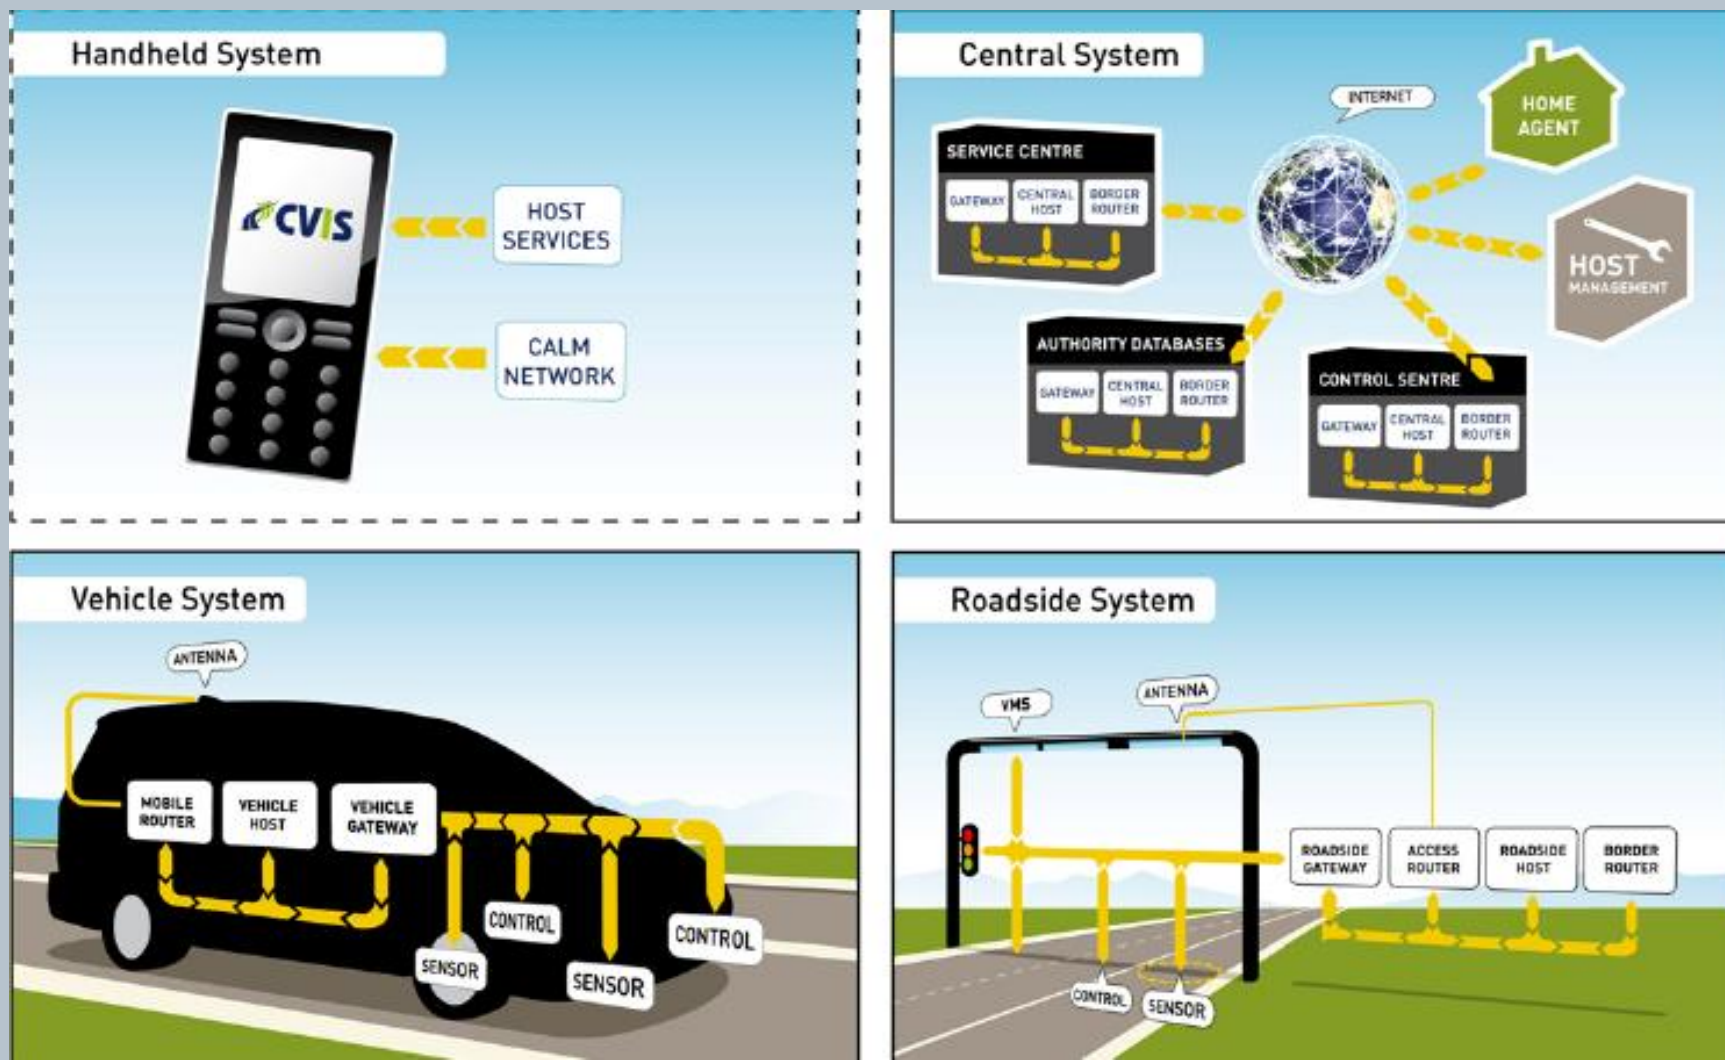 Handheld System
CVIS
HOST
SERVICES
CALM
NETWORK
Central System
INTERNET
HOME
AGENT
SERVICE CENTRE
GATEWAY
CENTRAL
HOST
BORDER
ROUTER
HOST
MANAGEMENT
AUTHORITY DATABASES
GATEWAY
CENTRAL
HOST
BORDER
ROUTER
CONTROL SENTRE
GATEWAY
CENTRAL
HOST
BORDER
ROUTER
Vehicle System
ANTENNA
MOBILE
ROUTER
VEHICLE
HOST
VEHICLE
GATEWAY
SENSOR
CONTROL
SENSOR
CONTROL
Roadside System
VMS
ANTENNA
ROADSIDE
GATEWAY
ACCESS
ROUTER
ROADSIDE
HOST
BORDER
ROUTER
CONTROL
SENSOR